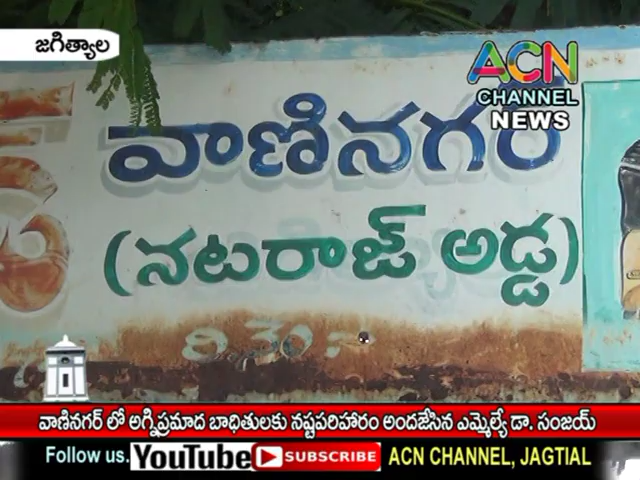 జగిత్యాల
ACN
CHANNEL
NEWS
వాణినగర్
(నటరాజ్ అడ్డ)
రి.నెం:-
వాణినగర్ లో అగ్నిప్రమాద బాధితులకు నష్టపరిహారం అందజేసిన ఎమ్మెల్యే డా. సంజయ్
Follow us. YouTube SUBSCRIBE ACN CHANNEL, JAGTIAL